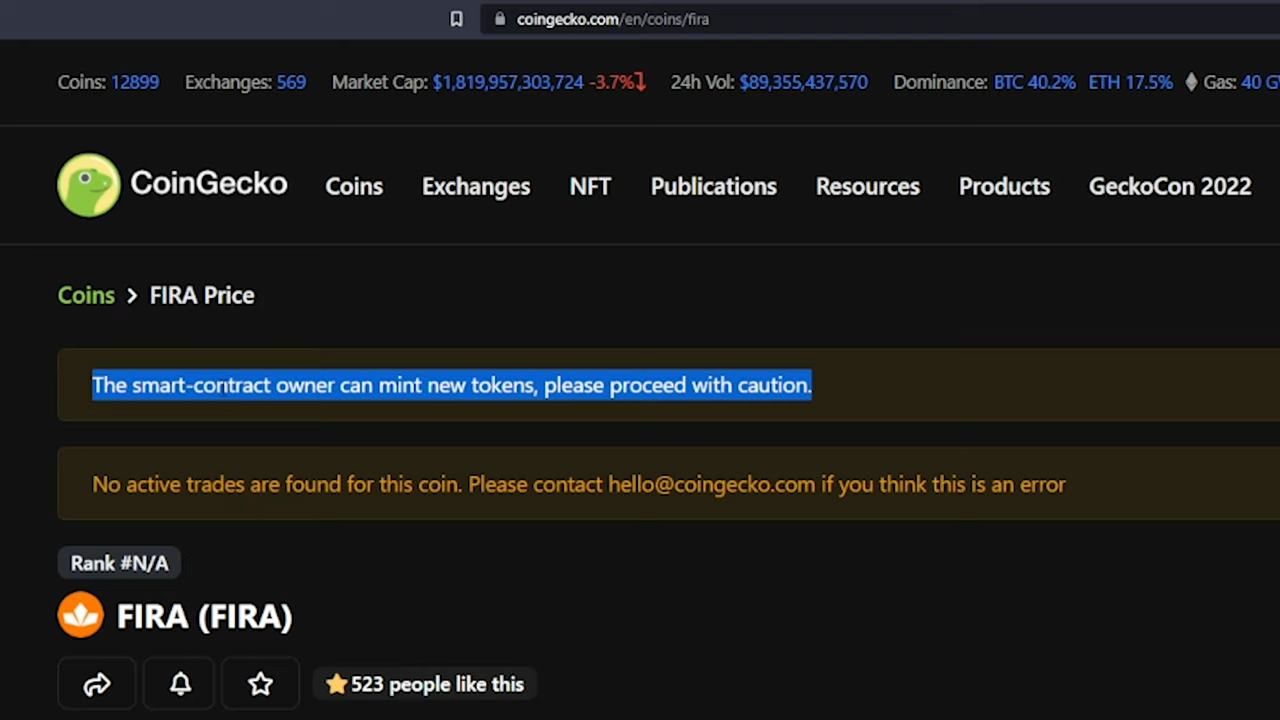 coingecko.com/en/coins/fira
Coins: 12899 Exchanges: 569 Market Cap: $1,819,957,303,724 -3.7% 24h Vol: $89,355,437,570 Dominance: BTC 40.2% ETH 17.5% Gas: 40 G
CoinGecko Coins Exchanges NFT Publications Resources Products GeckoCon 2022
Coins > FIRA Price
The smart-contract owner can mint new tokens, please proceed with caution.
No active trades are found for this coin. Please contact hello@coingecko.com if you think this is an error
Rank #N/A
FIRA (FIRA)
523 people like this